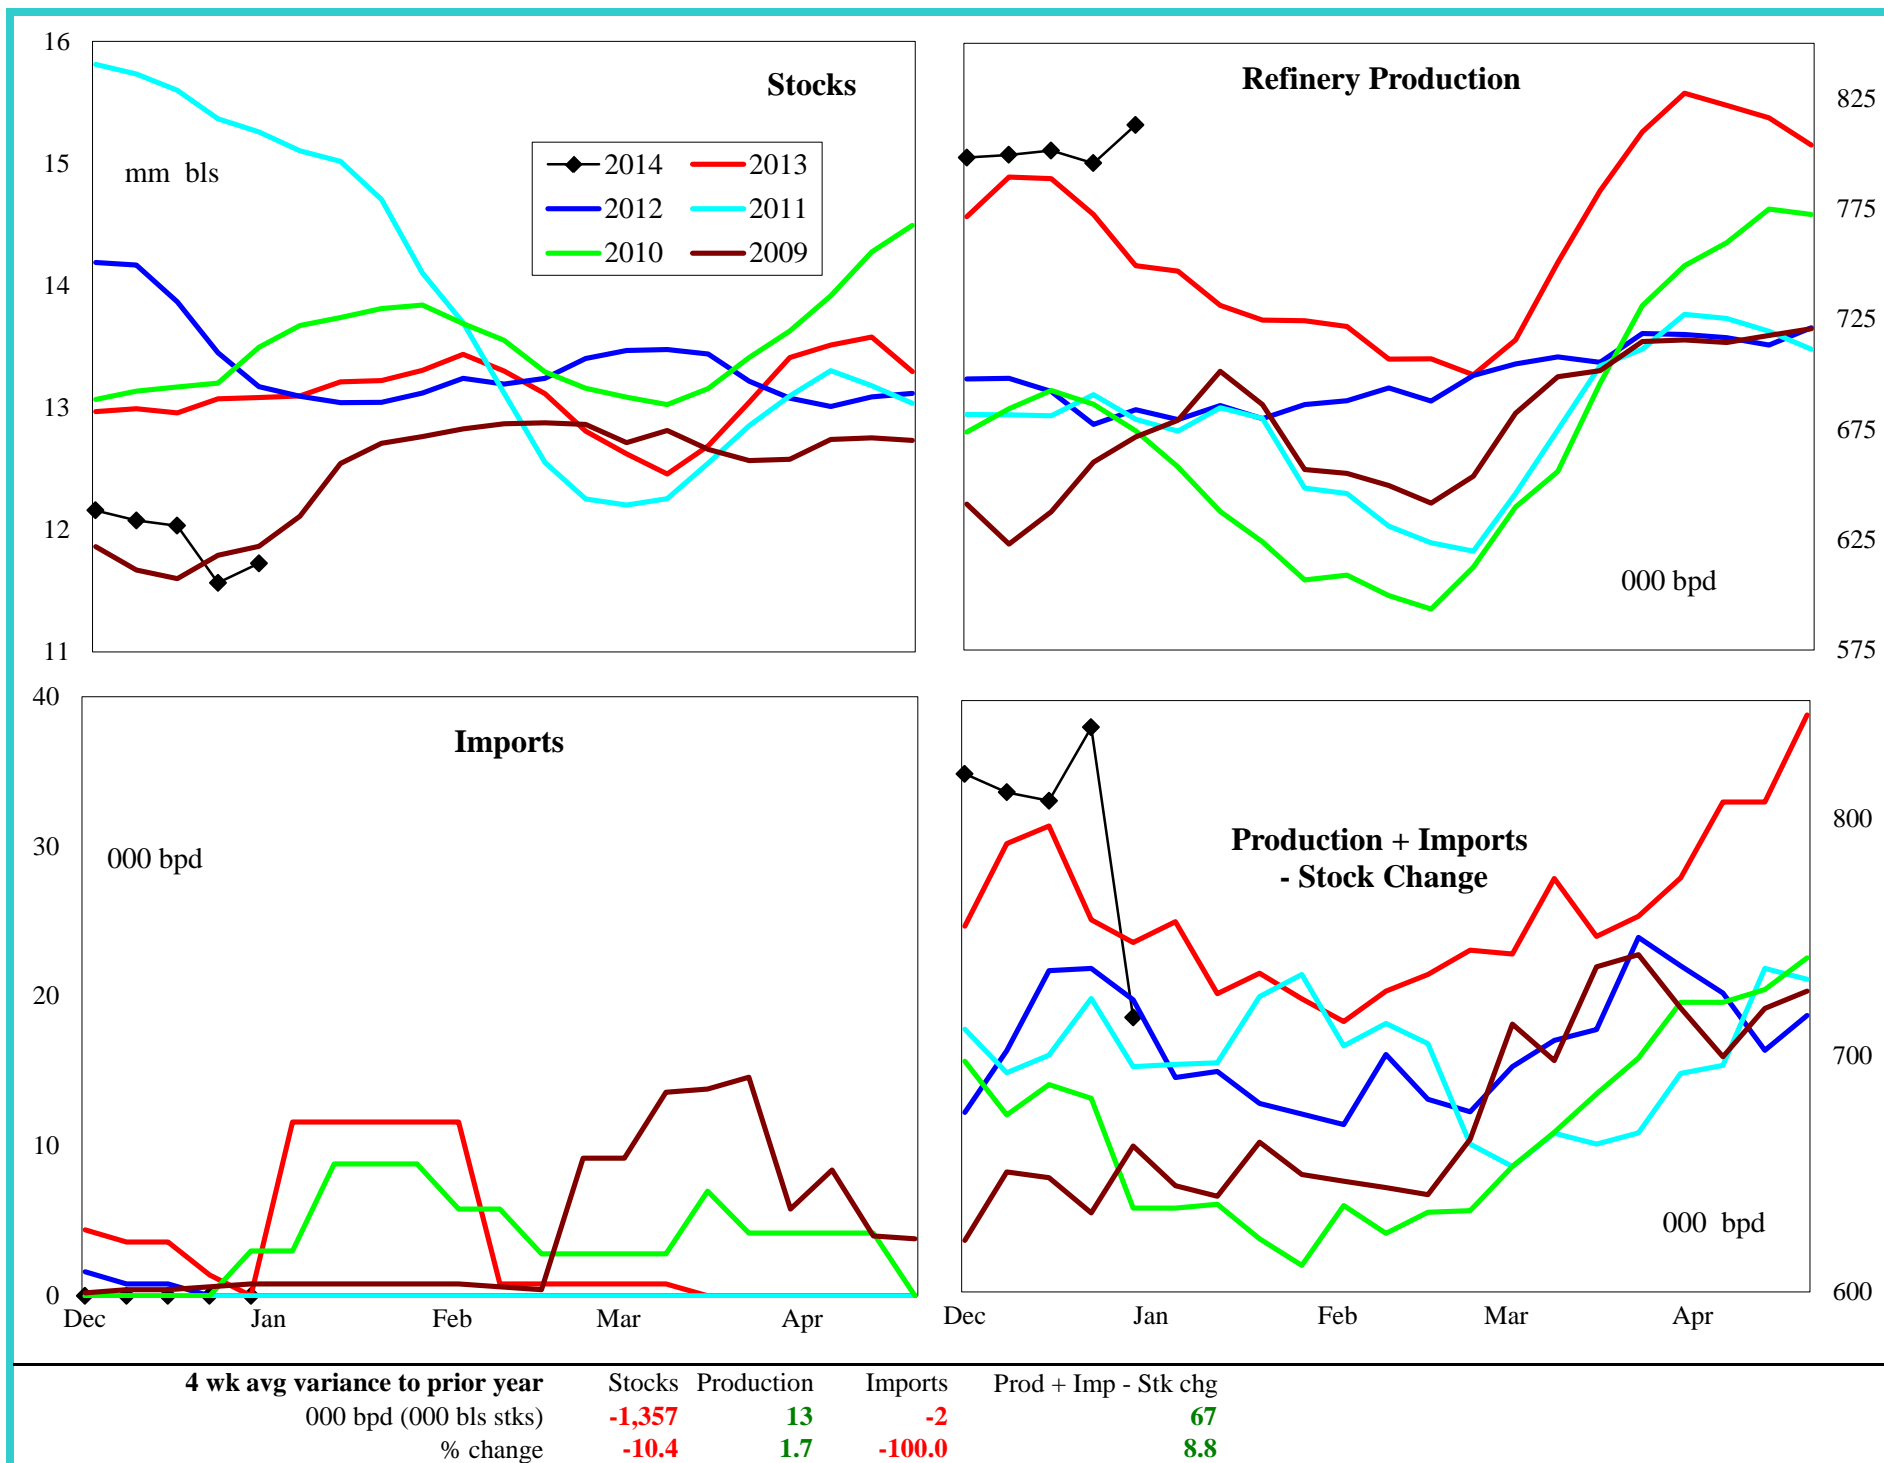 Stocks
mm bls
2014 2013
2012 2011
2010 2009
16
15
14
13
12
11
Refinery Production
000 bpd
825
775
725
675
625
575
Imports
000 bpd
40
30
20
10
0
Dec Jan Feb Mar Apr
Production + Imports
- Stock Change
000 bpd
800
700
600
Dec Jan Feb Mar Apr
4 wk avg variance to prior year Stocks Production Imports Prod + Imp - Stk chg
000 bpd (000 bls stks) -1,357 13 -2 67
% change -10.4 1.7 -100.0 8.8